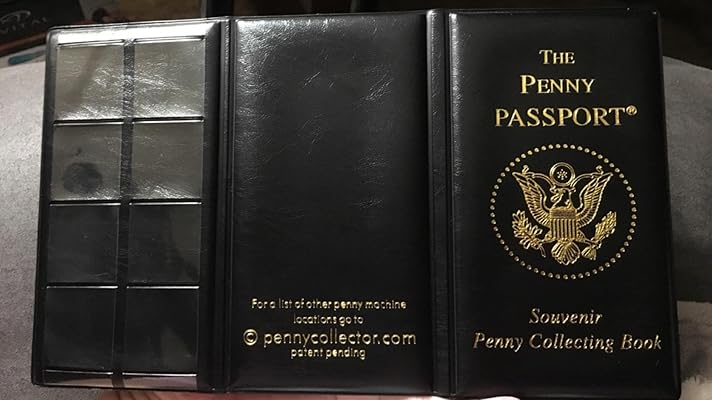 For a list of other penny machine
locations go to
© pennycollector.com
patent pending
THE
PENNY
PASSPORT®
Souvenir
Penny Collecting Book